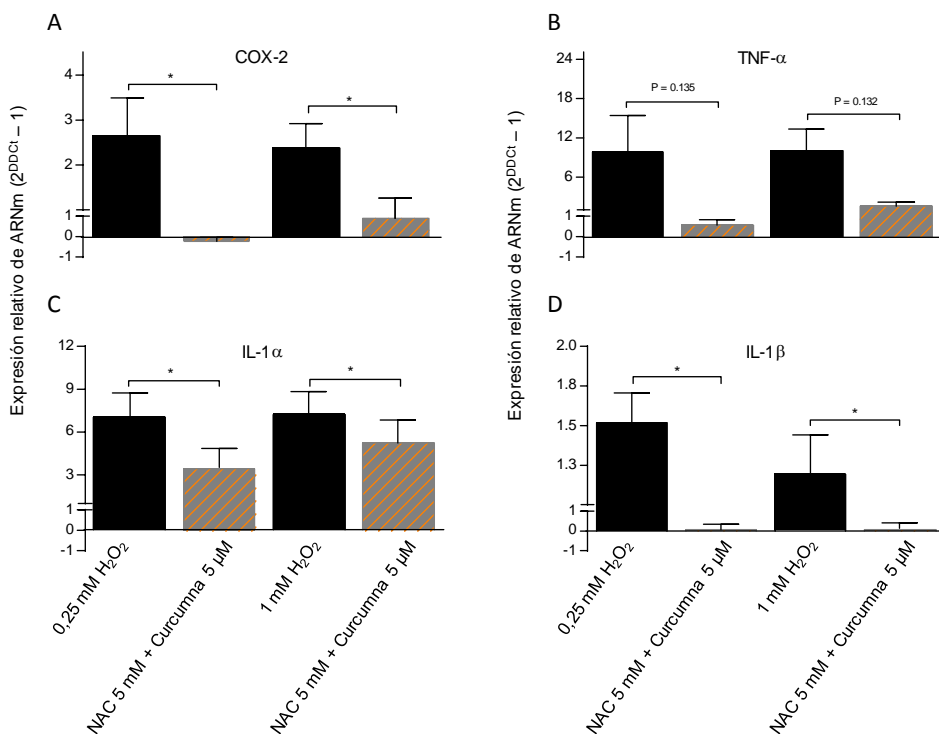 A
COX-2
4
3
2
1
0
-1
*
*
B
TNF-α
24
18
12
6
1
0
-1
P = 0.135
P = 0.132
Expresión relativo de ARNm (2^DDCt – 1)
Expresión relativo de ARNm (2^DDCt – 1)
C
IL-1α
12
9
6
3
1
0
-1
*
*
D
IL-1β
2.0
1.8
1.5
1.3
1
0
-1
*
*
0,25 mM H₂O₂
NAC 5 mM + Curcumna 5 µM
1 mM H₂O₂
NAC 5 mM + Curcumna 5 µM
0,25 mM H₂O₂
NAC 5 mM + Curcumna 5 µM
1 mM H₂O₂
NAC 5 mM + Curcumna 5 µM